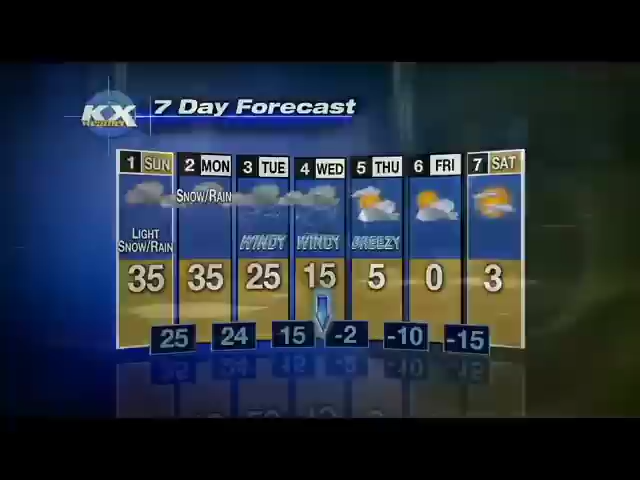 KX
7 Day Forecast
1 SUN 2 MON 3 TUE 4 WED 5 THU 6 FRI 7 SAT
SNOW/RAIN
LIGHT
SNOW/RAIN
WINDY WINDY BREEZY
35 35 25 15 5 0 3
25 24 15 -2 -10 -15